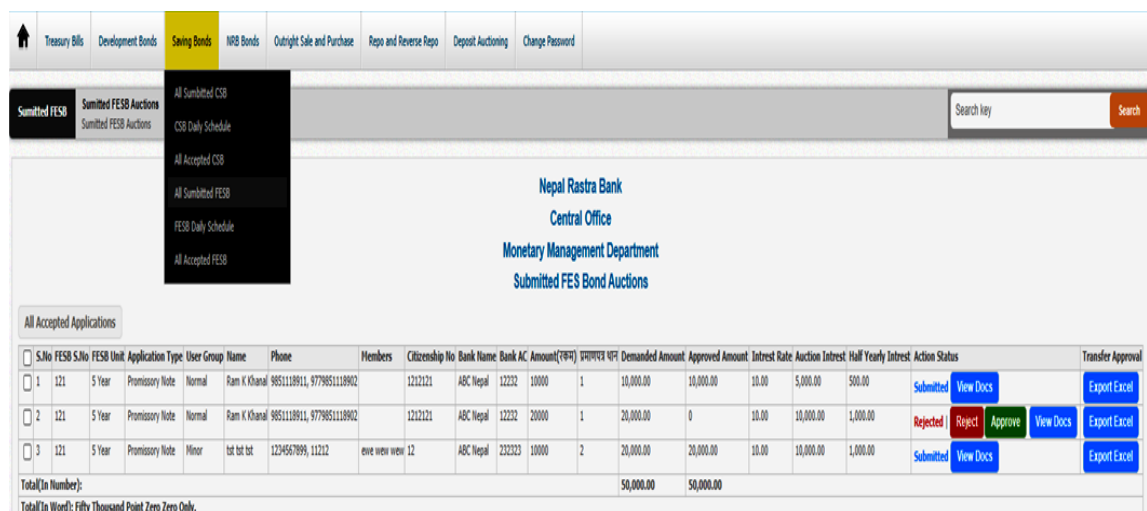 Treasury Bills Development Bonds Saving Bonds NRB Bonds Outright Sale and Purchase Repo and Reverse Repo Deposit Auctioning Change Password
All Sumbitted CSB
CSB Daily Schedule
All Accepted CSB
All Sumbitted FESB
FESB Daily Schedule
All Accepted FESB
Sumitted FESB
Sumitted FESB Auctions
Sumitted FESB Auctions
Search key Search
Nepal Rastra Bank
Central Office
Monetary Management Department
Submitted FES Bond Auctions
All Accepted Applications
S.No FESB S.No FESB Unit Application Type User Group Name Phone Members Citizenship No Bank Name Bank AC Amount(रकम) प्रमाणपत्र थान Demanded Amount Approved Amount Intrest Rate Auction Intrest Half Yearly Intrest Action Status Transfer Approval
1 121 5 Year Promissory Note Normal Ram K Khanal 9851118911, 9779851118902 1212121 ABC Nepal 12232 10000 1 10,000.00 10,000.00 10.00 5,000.00 500.00 Submitted View Docs Export Excel
2 121 5 Year Promissory Note Normal Ram K Khanal 9851118911, 9779851118902 1212121 ABC Nepal 12232 20000 1 20,000.00 0 10.00 10,000.00 1,000.00 Rejected | Reject Approve View Docs Export Excel
3 121 5 Year Promissory Note Minor tst tst tst 1234567899, 11212 ewe wew wew 12 ABC Nepal 232323 10000 2 20,000.00 20,000.00 10.00 10,000.00 1,000.00 Submitted View Docs Export Excel
Total(In Number): 50,000.00 50,000.00
Total(In Word): Fifty Thousand Point Zero Zero Only.